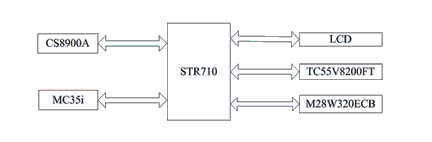 CS8900A
MC35i
STR710
LCD
TC55V8200FT
M28W320ECB